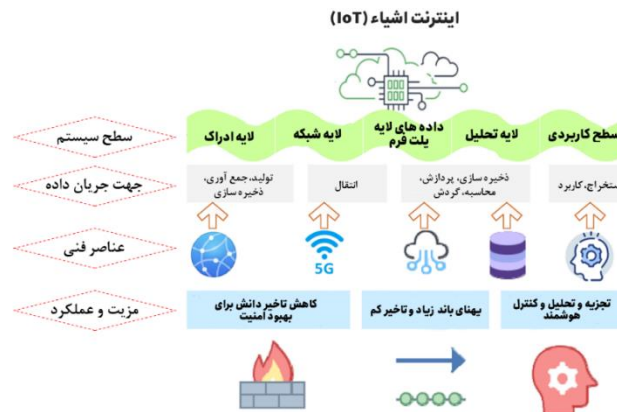 اینترنت اشیاء (IoT)
سطح سیستم
لایه ادراک
لایه شبکه
داده های لایه
پلت فرم
لایه تحلیل
سطح کاربردی
جهت جریان داده
تولید، جمع آوری،
ذخیره سازی
انتقال
ذخیره سازی، پردازش،
محاسبه، گردش
ستخراج، کاربرد
عناصر فنی
5G
مزیت و عملکرد
کاهش تاخیر دانش برای
بهبود امنیت
پهنای باند زیاد و تاخیر کم
تجزیه و تحلیل و کنترل
هوشمند